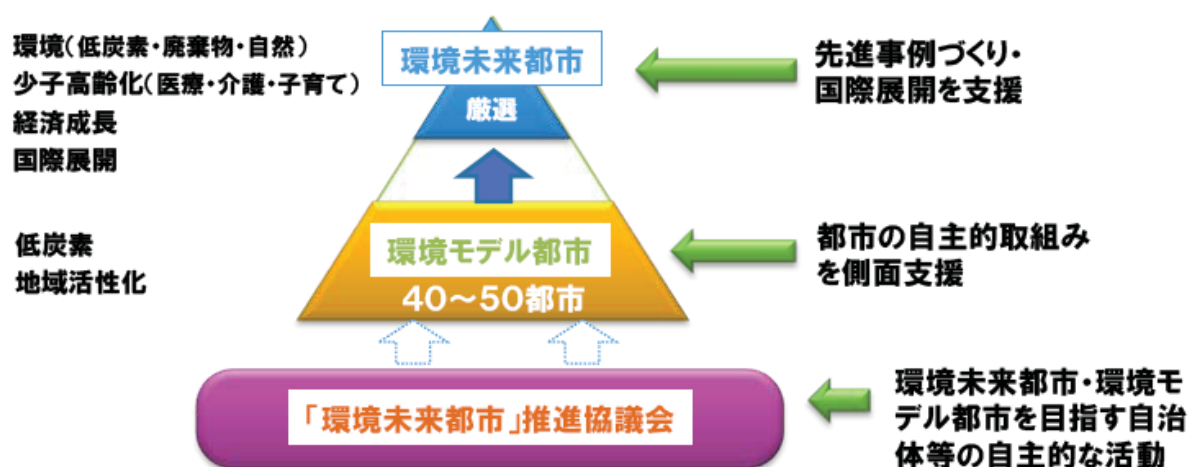 環境(低炭素・廃棄物・自然)
少子高齢化(医療・介護・子育て)
経済成長
国際展開
環境未来都市
厳選
先進事例づくり・
国際展開を支援
低炭素
地域活性化
環境モデル都市
40～50都市
都市の自主的取組み
を側面支援
「環境未来都市」推進協議会
環境未来都市・環境モ
デル都市を目指す自治
体等の自主的な活動